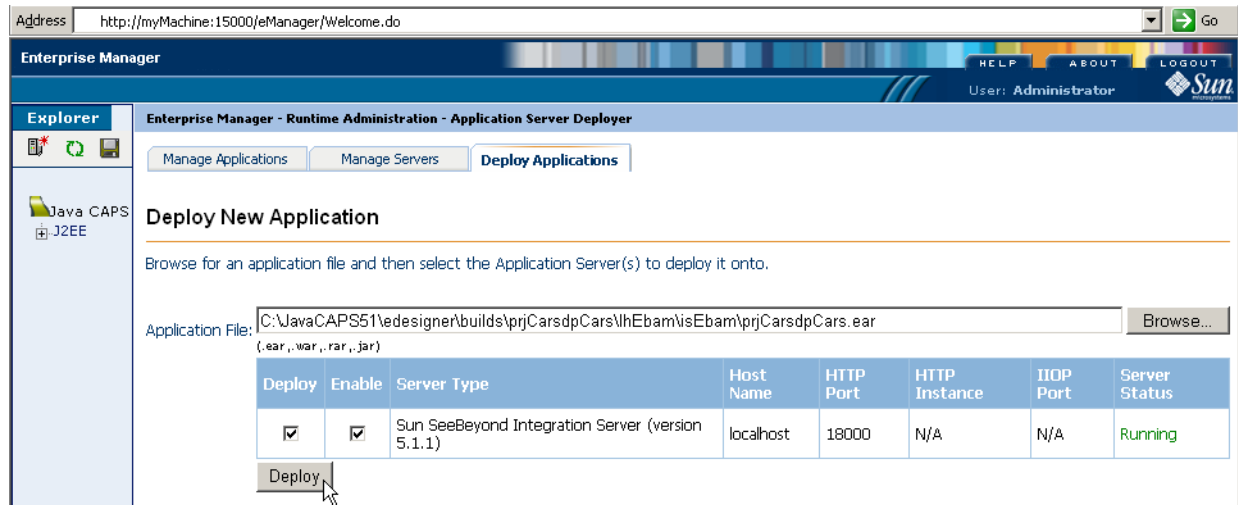 Address http://myMachine:15000/eManager/Welcome.do Go
Enterprise Manager HELP ABOUT LOGOUT
User: Administrator Sun microsystems
Explorer Enterprise Manager - Runtime Administration - Application Server Deployer
Manage Applications Manage Servers Deploy Applications
Java CAPS
J2EE
Deploy New Application
Browse for an application file and then select the Application Server(s) to deploy it onto.
Application File: C:\JavaCAPS51\edesigner\builds\prjCarsdpCars\lhEbam\isEbam\prjCarsdpCars.ear Browse...
(.ear,.war,.rar,.jar)
Deploy Enable Server Type Host Name HTTP Port HTTP Instance IIOP Port Server Status
Sun SeeBeyond Integration Server (version 5.1.1) localhost 18000 N/A N/A Running
Deploy